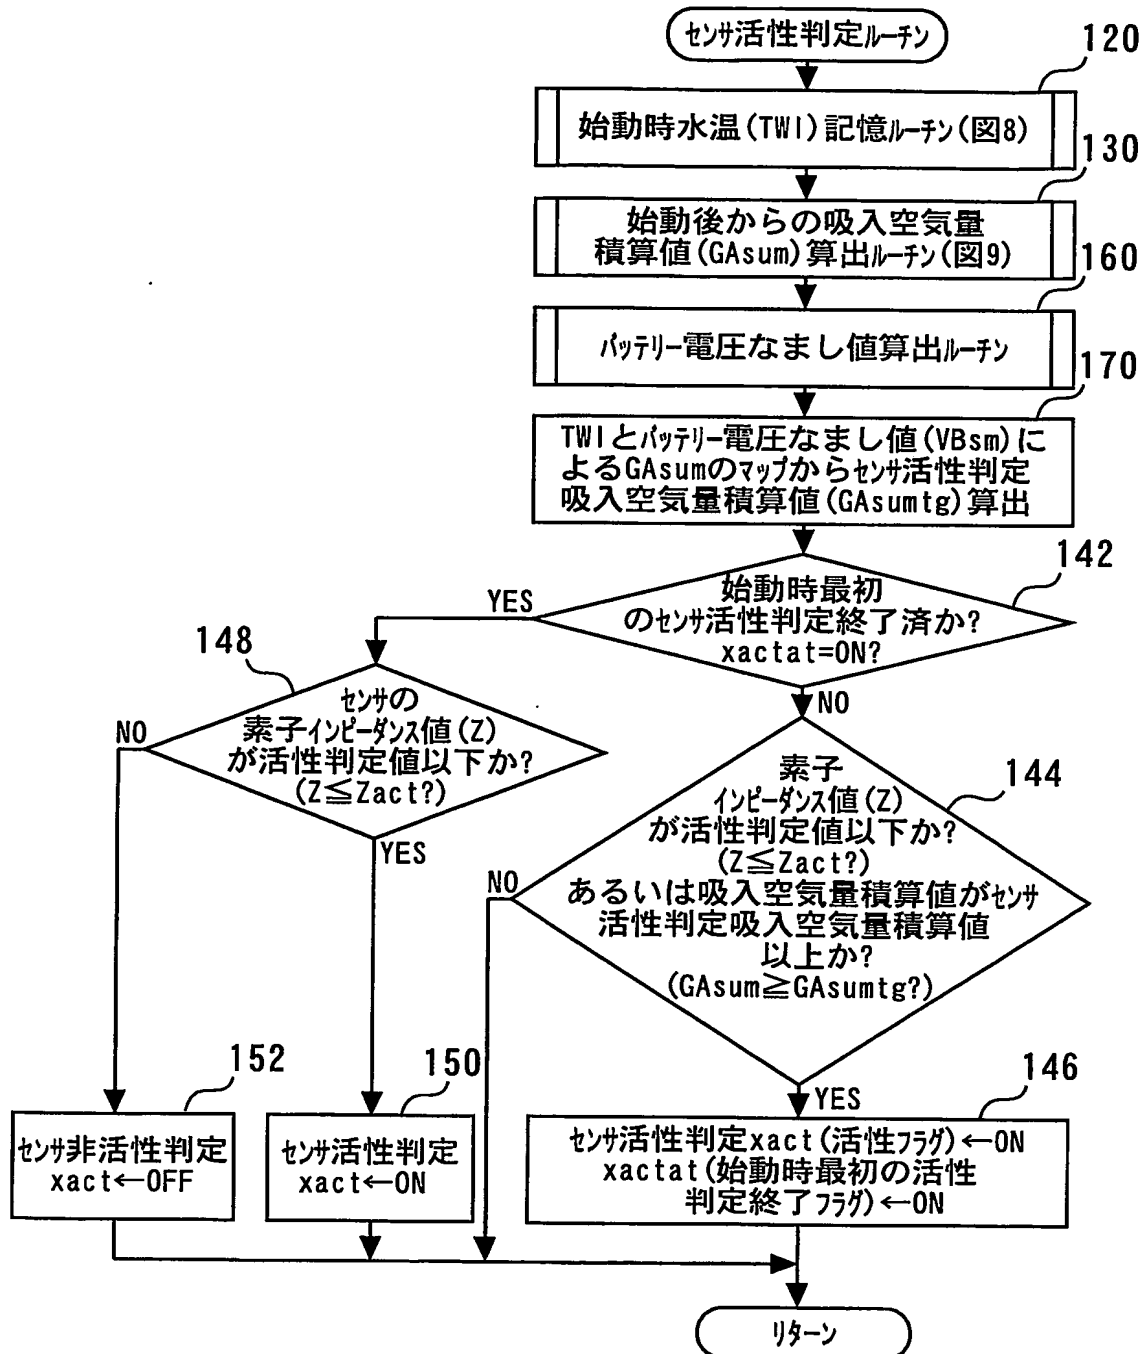 センサ活性判定ルーチン
120
始動時水温(TWI)記憶ルーチン(図8)
130
始動後からの吸入空気量
積算値(GAsum)算出ルーチン(図9)
160
バッテリー電圧なまし値算出ルーチン
170
TWIとバッテリー電圧なまし値(VBsm)に
よるGAsumのマップからセンサ活性判定
吸入空気量積算値(GAsumtg)算出
142
始動時最初
のセンサ活性判定終了済か?
xactat=ON?
YES
NO
148
センサの
素子インピーダンス値(Z)
が活性判定値以下か?
(Z≦Zact?)
NO
YES
144
素子
インピーダンス値(Z)
が活性判定値以下か?
(Z≦Zact?)
あるいは吸入空気量積算値がセンサ
活性判定吸入空気量積算値
以上か?
(GAsum≧GAsumtg?)
NO
YES
152
センサ非活性判定
xact←OFF
150
センサ活性判定
xact←ON
146
センサ活性判定xact(活性フラグ)←ON
xactat(始動時最初の活性
判定終了フラグ)←ON
リターン